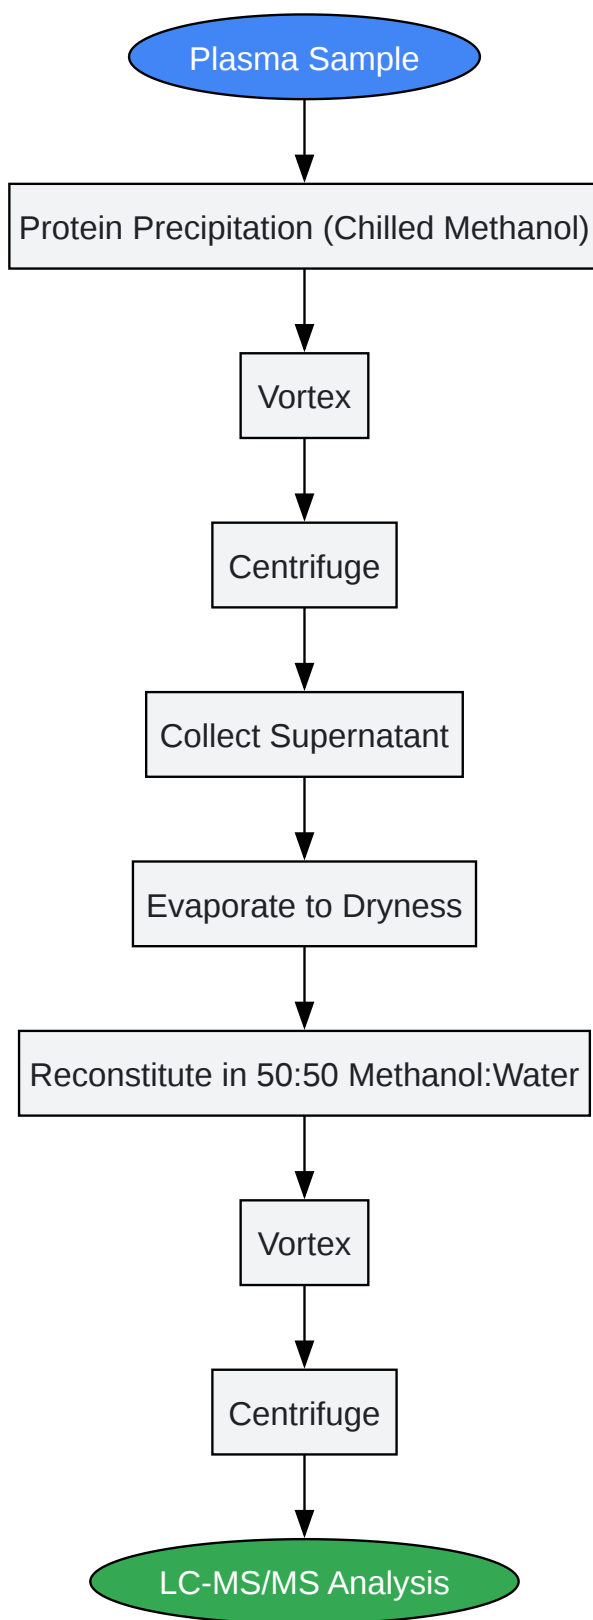 Plasma Sample
Protein Precipitation (Chilled Methanol)
Vortex
Centrifuge
Collect Supernatant
Evaporate to Dryness
Reconstitute in 50:50 Methanol:Water
Vortex
Centrifuge
LC-MS/MS Analysis